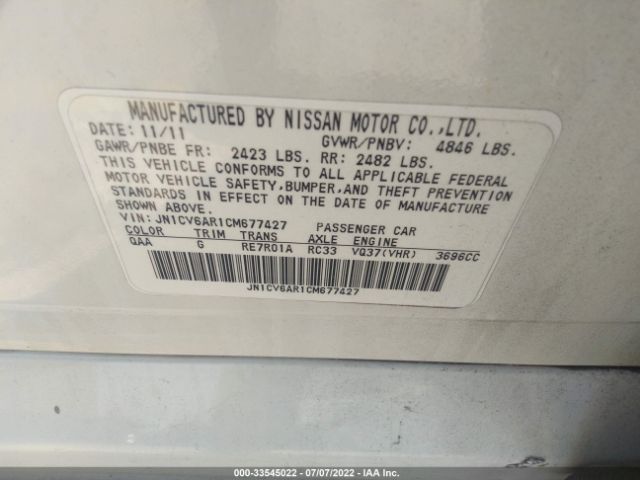 MANUFACTURED BY NISSAN MOTOR CO.,LTD.
DATE: 11/11 GVWR/PNBV: 4846 LBS.
GAWR/PNBE FR: 2423 LBS. RR: 2482 LBS.
THIS VEHICLE CONFORMS TO ALL APPLICABLE FEDERAL
MOTOR VEHICLE SAFETY,BUMPER,AND THEFT PREVENTION
STANDARDS IN EFFECT ON THE DATE OF MANUFACTURE
SHOWN ABOVE.
VIN: JN1CV6AR1CM677427 PASSENGER CAR
COLOR TRIM TRANS AXLE ENGINE
QAA G RE7R01A RC33 VQ37(VHR) 3696CC
JN1CV6AR1CM677427
000-33545022 - 07/07/2022 - IAA Inc.